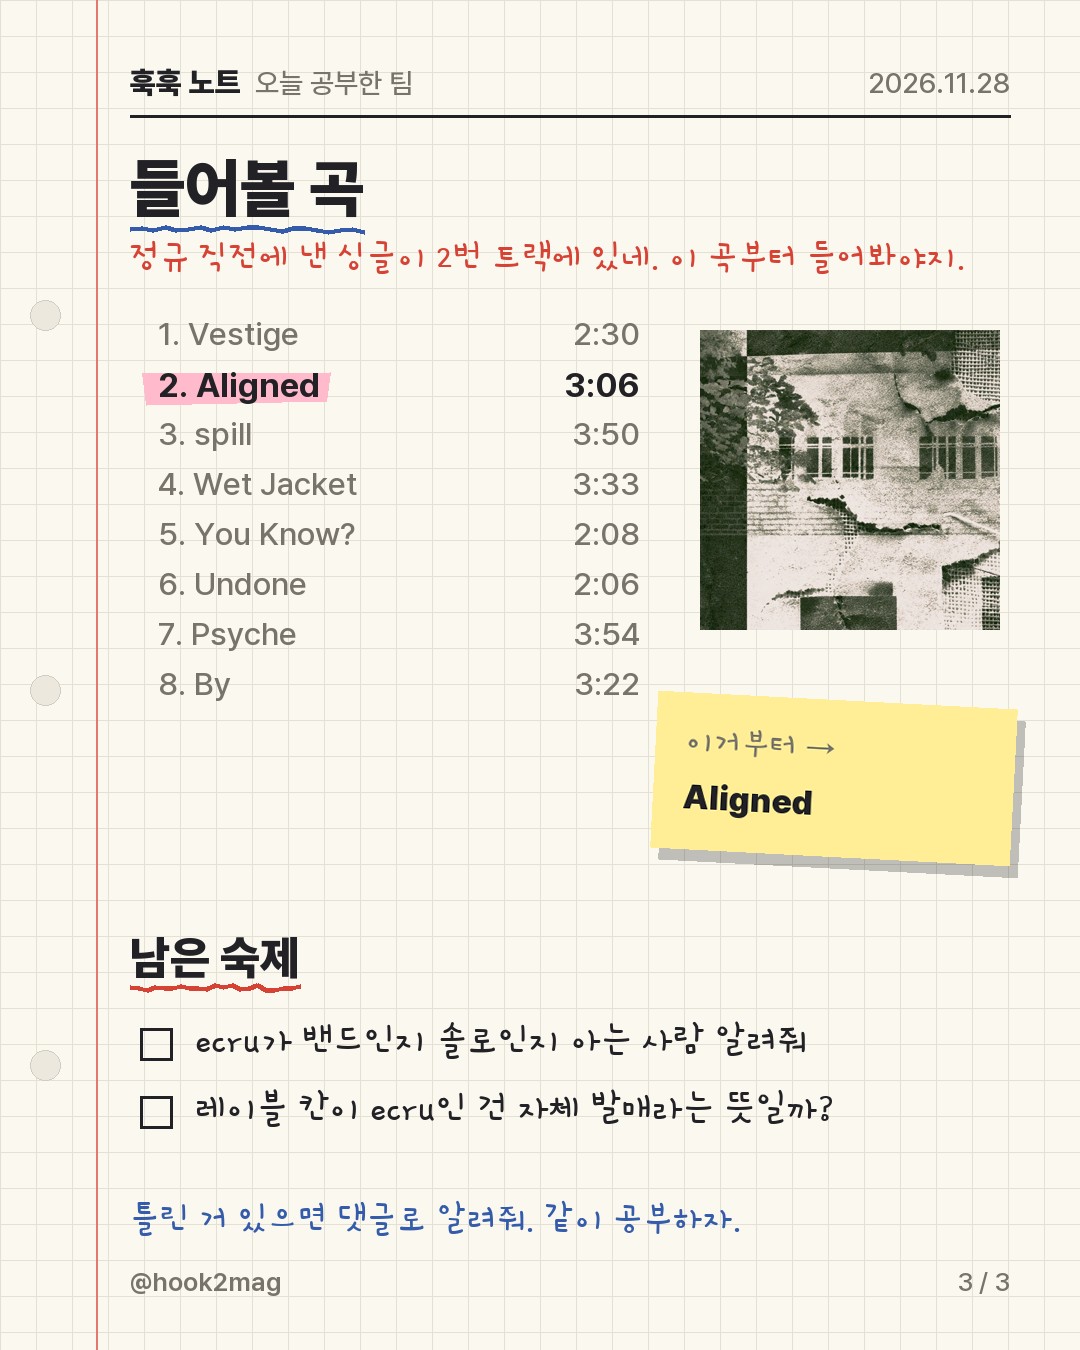 훅훅 노트 오늘 공부한 팀 2026.11.28
들어볼 곡
정규 직전에 낸 싱글이 2번 트랙에 있네. 이 곡부터 들어봐야지.
1. Vestige 2:30
2. Aligned 3:06
3. spill 3:50
4. Wet Jacket 3:33
5. You Know? 2:08
6. Undone 2:06
7. Psyche 3:54
8. By 3:22
이거부터 →
Aligned
남은 숙제
ecru가 밴드인지 솔로인지 아는 사람 알려줘
레이블 칸이 ecru인 건 자체 발매라는 뜻일까?
틀린 거 있으면 댓글로 알려줘. 같이 공부하자.
@hook2mag 3 / 3